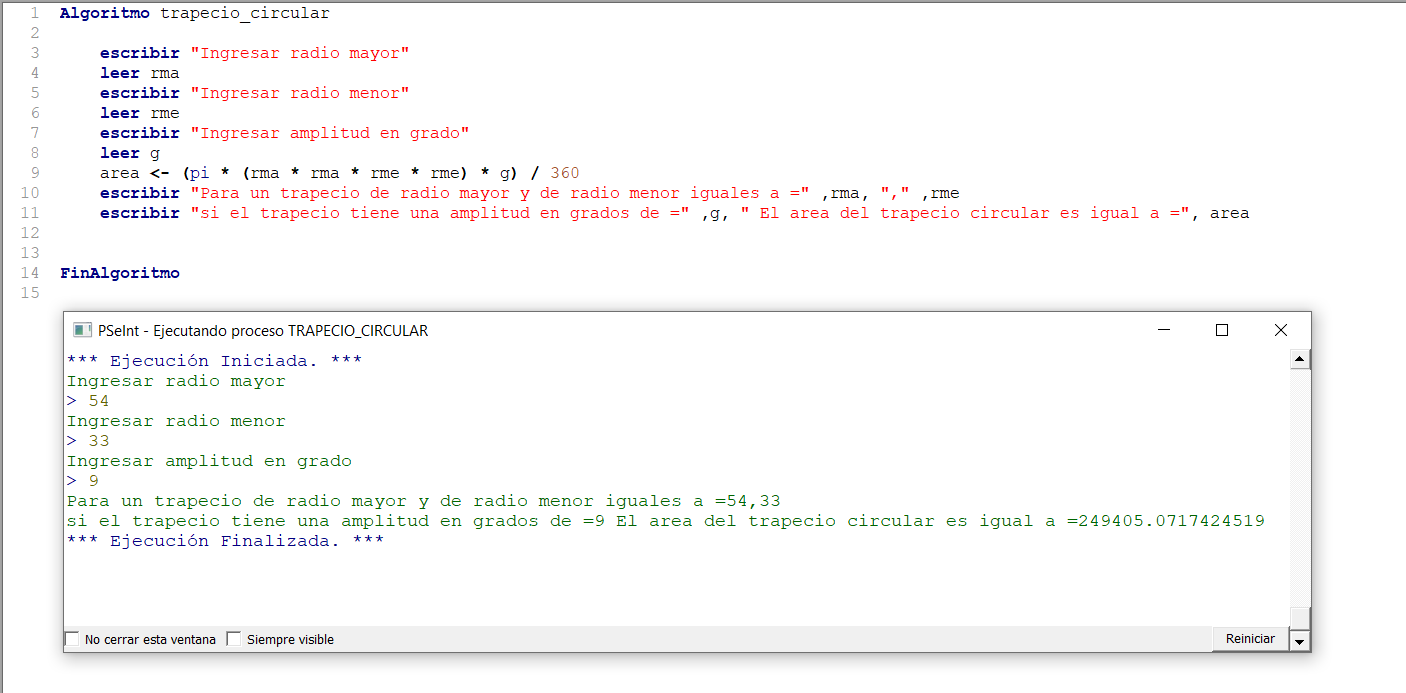 1 Algoritmo trapecio_circular
2
3 escribir "Ingresar radio mayor"
4 leer rma
5 escribir "Ingresar radio menor"
6 leer rme
7 escribir "Ingresar amplitud en grado"
8 leer g
9 area <- (pi * (rma * rma * rme * rme) * g) / 360
10 escribir "Para un trapecio de radio mayor y de radio menor iguales a =" ,rma, "," ,rme
11 escribir "si el trapecio tiene una amplitud en grados de =" ,g, " El area del trapecio circular es igual a =", area
12
13
14 FinAlgoritmo
15
PSeInt - Ejecutando proceso TRAPECIO_CIRCULAR
*** Ejecución Iniciada. ***
Ingresar radio mayor
> 54
Ingresar radio menor
> 33
Ingresar amplitud en grado
> 9
Para un trapecio de radio mayor y de radio menor iguales a =54,33
si el trapecio tiene una amplitud en grados de =9 El area del trapecio circular es igual a =249405.0717424519
*** Ejecución Finalizada. ***
No cerrar esta ventana Siempre visible Reiniciar